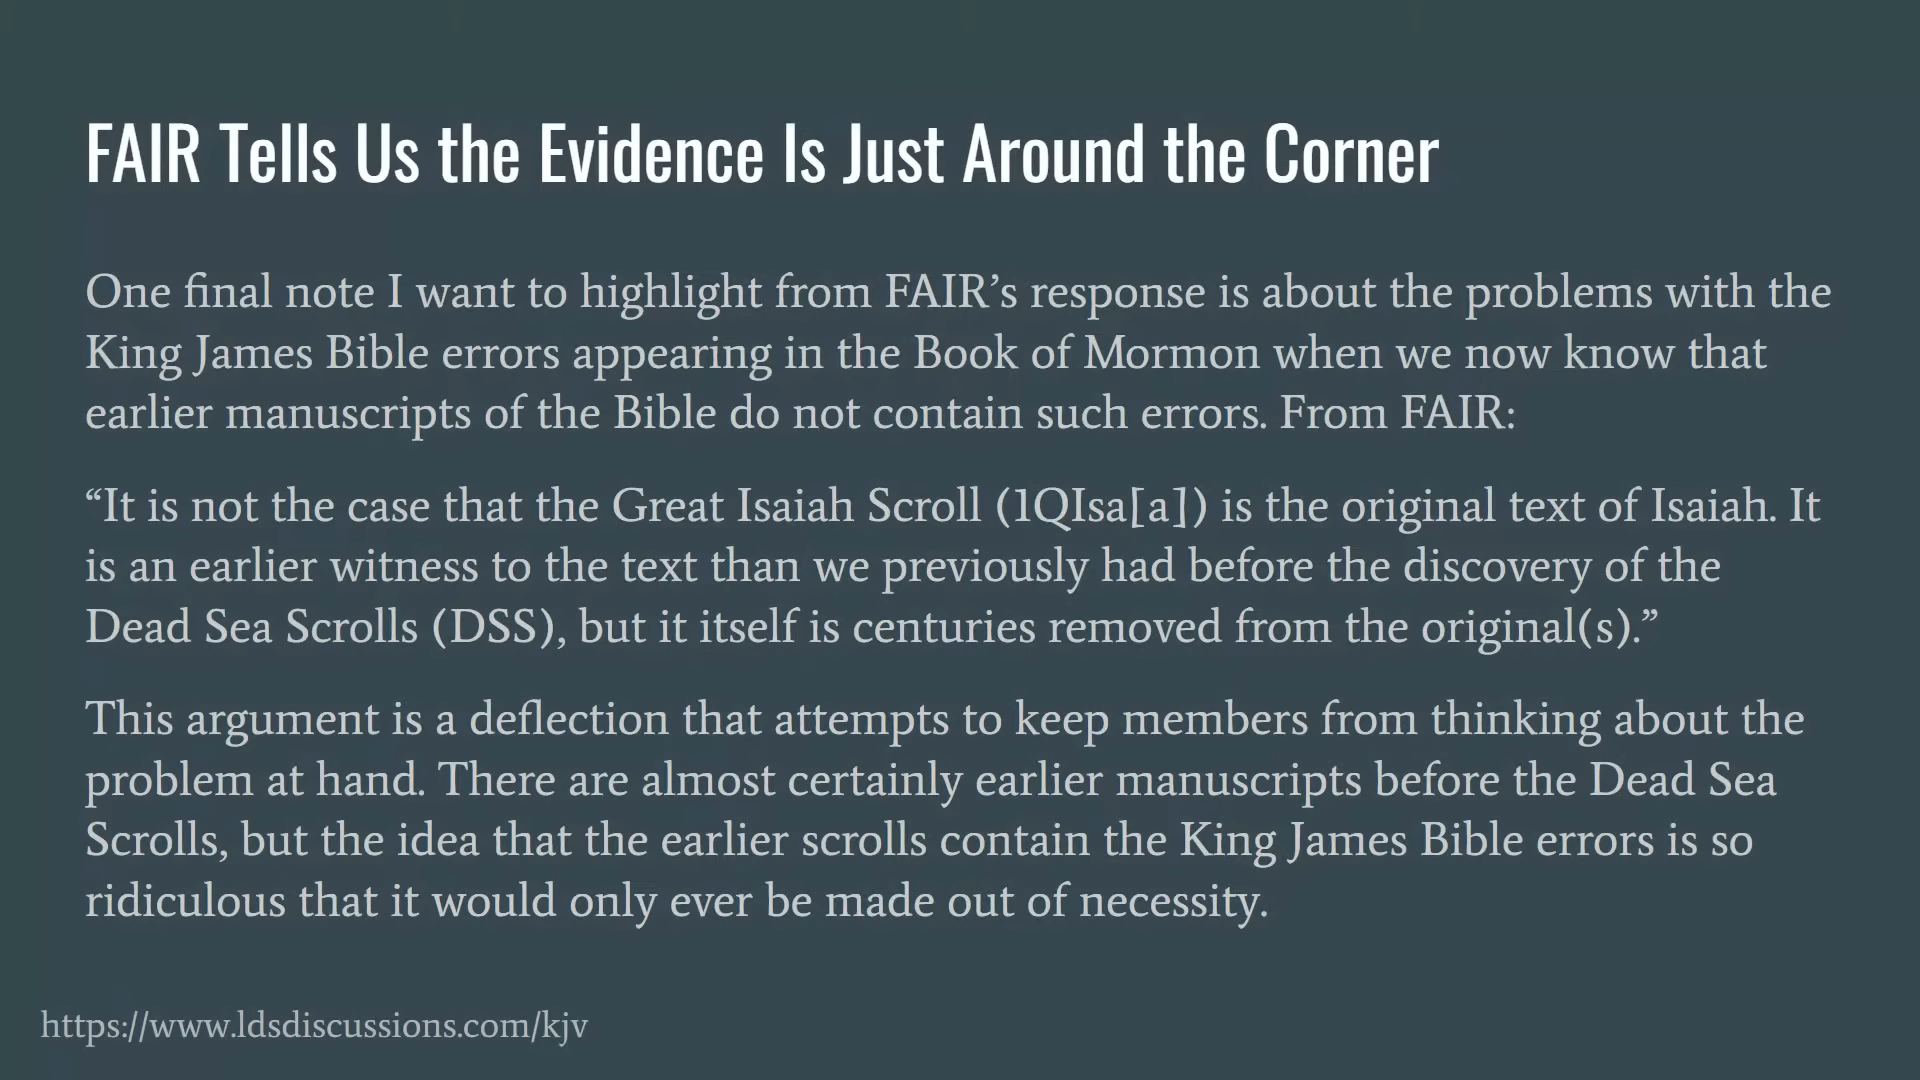 FAIR Tells Us the Evidence Is Just Around the Corner
One final note I want to highlight from FAIR’s response is about the problems with the
King James Bible errors appearing in the Book of Mormon when we now know that
earlier manuscripts of the Bible do not contain such errors. From FAIR:
“It is not the case that the Great Isaiah Scroll (1QIsa[a]) is the original text of Isaiah. It
is an earlier witness to the text than we previously had before the discovery of the
Dead Sea Scrolls (DSS), but it itself is centuries removed from the original(s).”
This argument is a deflection that attempts to keep members from thinking about the
problem at hand. There are almost certainly earlier manuscripts before the Dead Sea
Scrolls, but the idea that the earlier scrolls contain the King James Bible errors is so
ridiculous that it would only ever be made out of necessity.
https://www.ldsdiscussions.com/kjv